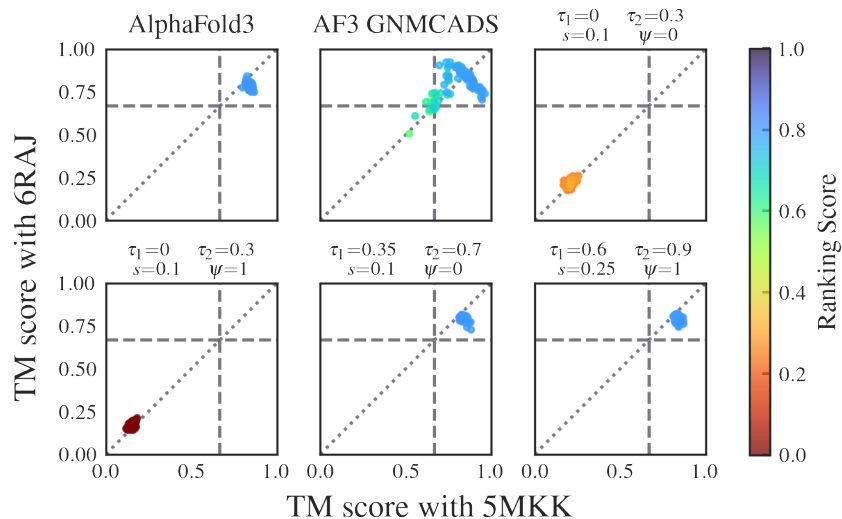 AlphaFold3
AF3 GNMCADS
τ1=0 τ2=0.3
s=0.1 ψ=0
1.00
0.75
0.50
0.25
0.00
τ1=0 τ2=0.3
s=0.1 ψ=1
τ1=0.35 τ2=0.7
s=0.1 ψ=0
τ1=0.6 τ2=0.9
s=0.25 ψ=1
1.00
0.75
0.50
0.25
0.00
0.0 0.5 1.0
0.0 0.5 1.0
0.0 0.5 1.0
TM score with 5MKK
TM score with 6RAJ
1.0
0.8
0.6
0.4
0.2
0.0
Ranking Score